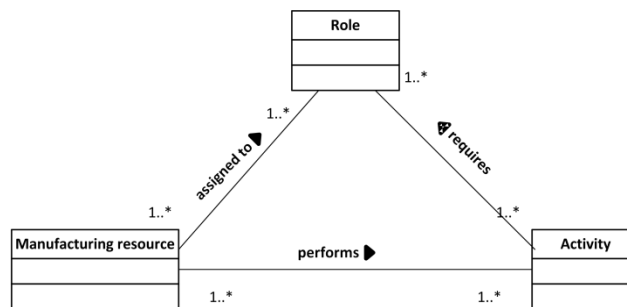 Role
1..*
1..*
assigned to
requires
1..*
1..*
Manufacturing resource
performs
Activity
1..*
1..*